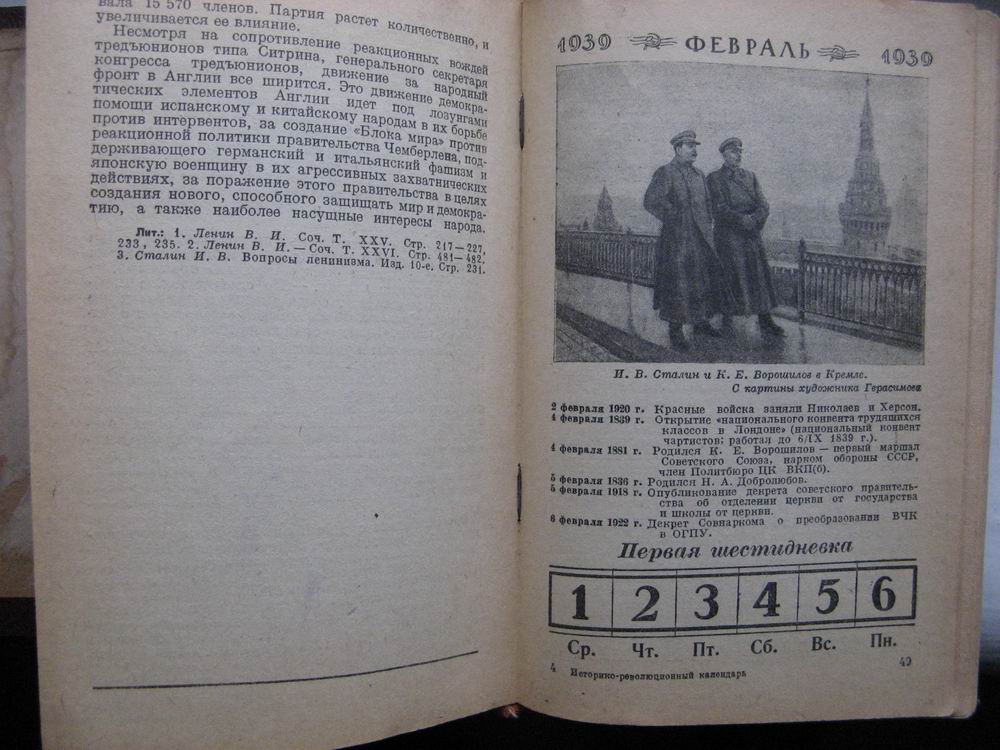 вала 15 570 членов. Партия растет количественно, и
увеличивается ее влияние.
Несмотря на сопротивление реакционных вождей
тредъюнионов типа Ситрина, генерального секретаря
конгресса тредъюнионов, движение за народный
фронт в Англии все ширится. Это движение демокра-
тических элементов Англии идет под лозунгами
помощи испанскому и китайскому народам в их борьбе
против интервентов, за создание «Блока мира» против
реакционной политики правительства Чемберлена, под-
держивающего германский и итальянский фашизм и
японскую военщину в их агрессивных захватнических
действиях, за поражение этого правительства в целях
создания нового, способного защищать мир и демокра-
тию, а также наиболее насущные интересы народа.
Лит.: 1. Ленин В. И. Соч. Т. XXV. Стр. 217—227,
233, 235. 2. Ленин В. И. — Соч. Т. XXVI. Стр. 481—482.
3. Сталин И. В. Вопросы ленинизма. Изд. 10-е. Стр. 231.
1939 ФЕВРАЛЬ 1939
И. В. Сталин и К. Е. Ворошилов в Кремле.
С картины художника Герасимова
2 февраля 1920 г. Красные войска заняли Николаев и Херсон.
4 февраля 1839 г. Открытие «национального конвента трудящихся
классов в Лондоне» (национальный конвент
чартистов; работал до 6/IX 1839 г.).
4 февраля 1881 г. Родился К. Е. Ворошилов — первый маршал
Советского Союза, нарком обороны СССР,
член Политбюро ЦК ВКП(б).
5 февраля 1836 г. Родился Н. А. Добролюбов.
5 февраля 1918 г. Опубликование декрета советского правитель-
ства об отделении церкви от государства
и школы от церкви.
6 февраля 1922 г. Декрет Совнаркома о преобразовании ВЧК
в ОГПУ.
Первая шестидневка
1 2 3 4 5 6
Ср. Чт. Пт. Сб. Вс. Пн.
4 Историко-революционный календарь
49